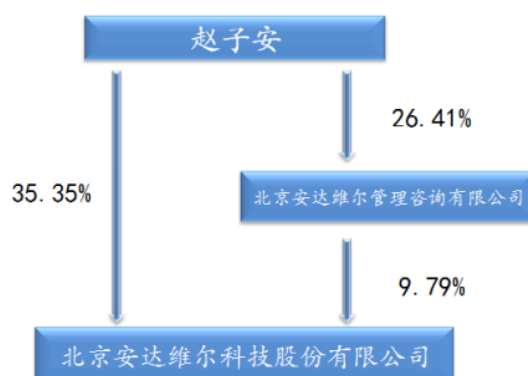 赵子安
26.41%
35.35%
北京安达维尔管理咨询有限公司
9.79%
北京安达维尔科技股份有限公司